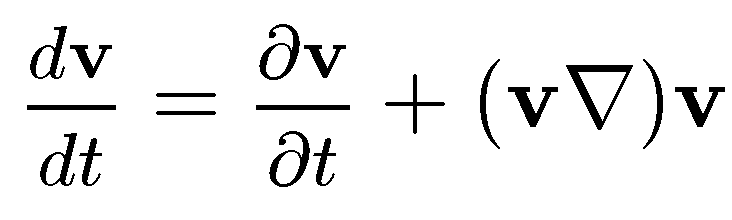 d𝐯/dt = ∂𝐯/∂t + (𝐯∇)𝐯